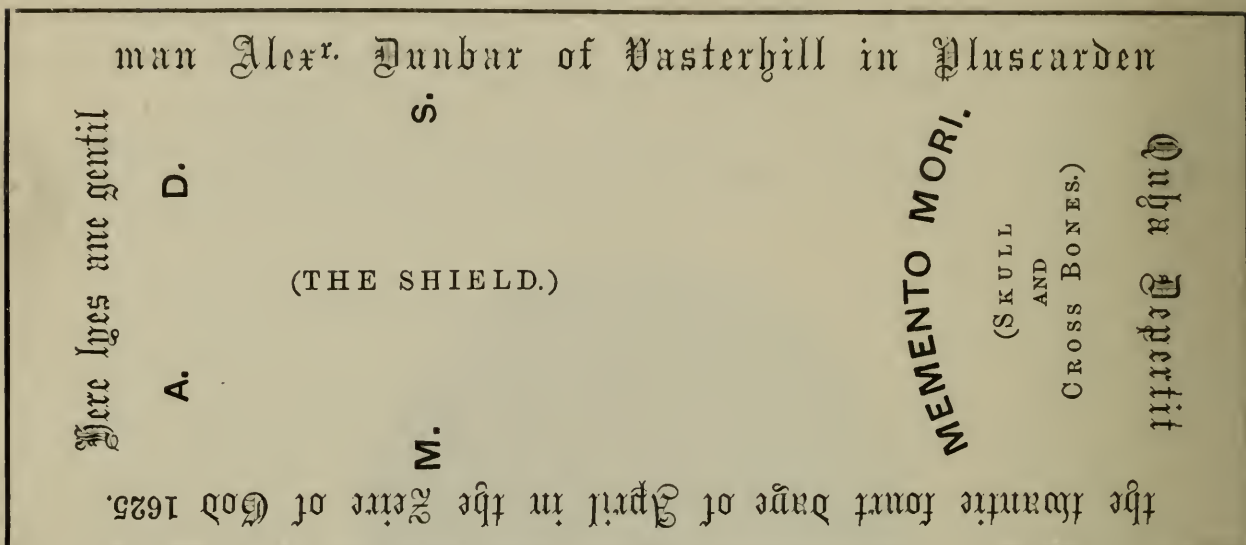 Here lyes ane gentil
man Alexr. Dunbar of Vasterhill in Pluscarden
Quha Depertit
the twantie fourt daye of April in the Zeire of God 1625.
A. D.
M. S.
(THE SHIELD.)
MEMENTO MORI.
(SKULL
AND
CROSS BONES.)